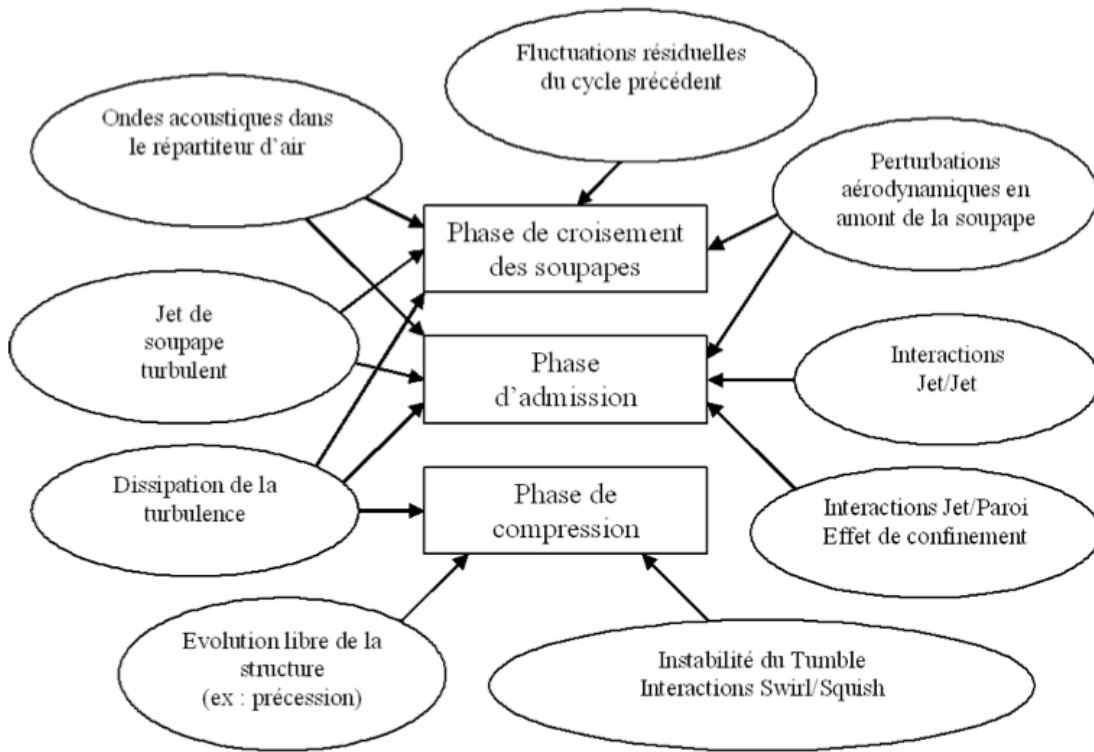 Fluctuations résiduelles
du cycle précédent
Ondes acoustiques dans
le répartiteur d'air
Perturbations
aérodynamiques en
amont de la soupape
Phase de croisement
des soupapes
Jet de
soupape
turbulent
Phase
d'admission
Interactions
Jet/Jet
Dissipation de la
turbulence
Phase de
compression
Interactions Jet/Paroi
Effet de confinement
Evolution libre de la
structure
(ex : précession)
Instabilité du Tumble
Interactions Swirl/Squish